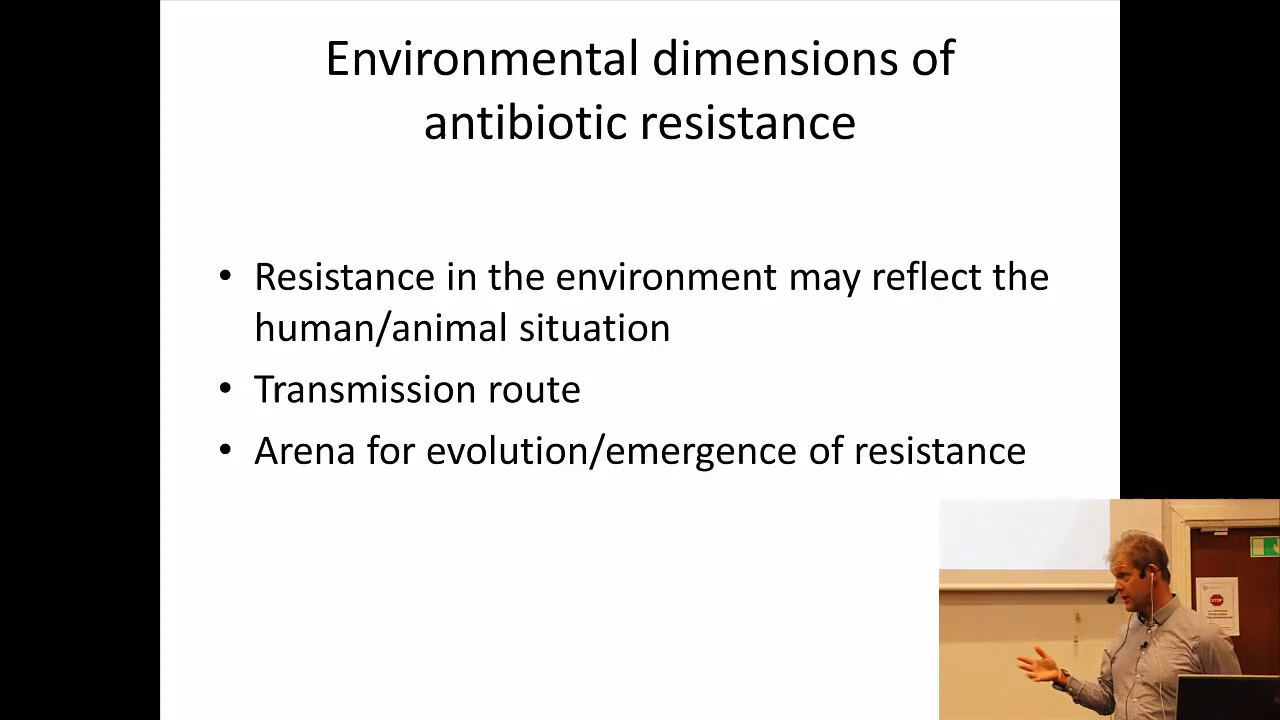 Environmental dimensions of
antibiotic resistance
• Resistance in the environment may reflect the
human/animal situation
• Transmission route
• Arena for evolution/emergence of resistance
STOP